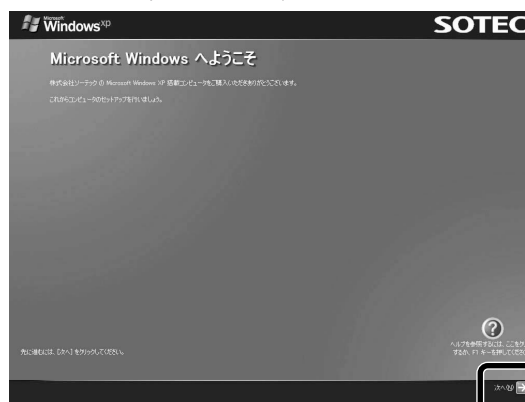 Microsoft
Windows xp
SOTEC
Microsoft Windows へようこそ
株式会社ソーテック の Microsoft Windows XP 搭載コンピュータをご購入いただきありがとうございます。
これからコンピュータのセットアップを行いましょう。
ヘルプを参照するには、ここをク
するか、F1 キーを押してくださ
先に進むには、[次へ] をクリックしてください。
次へ(N)